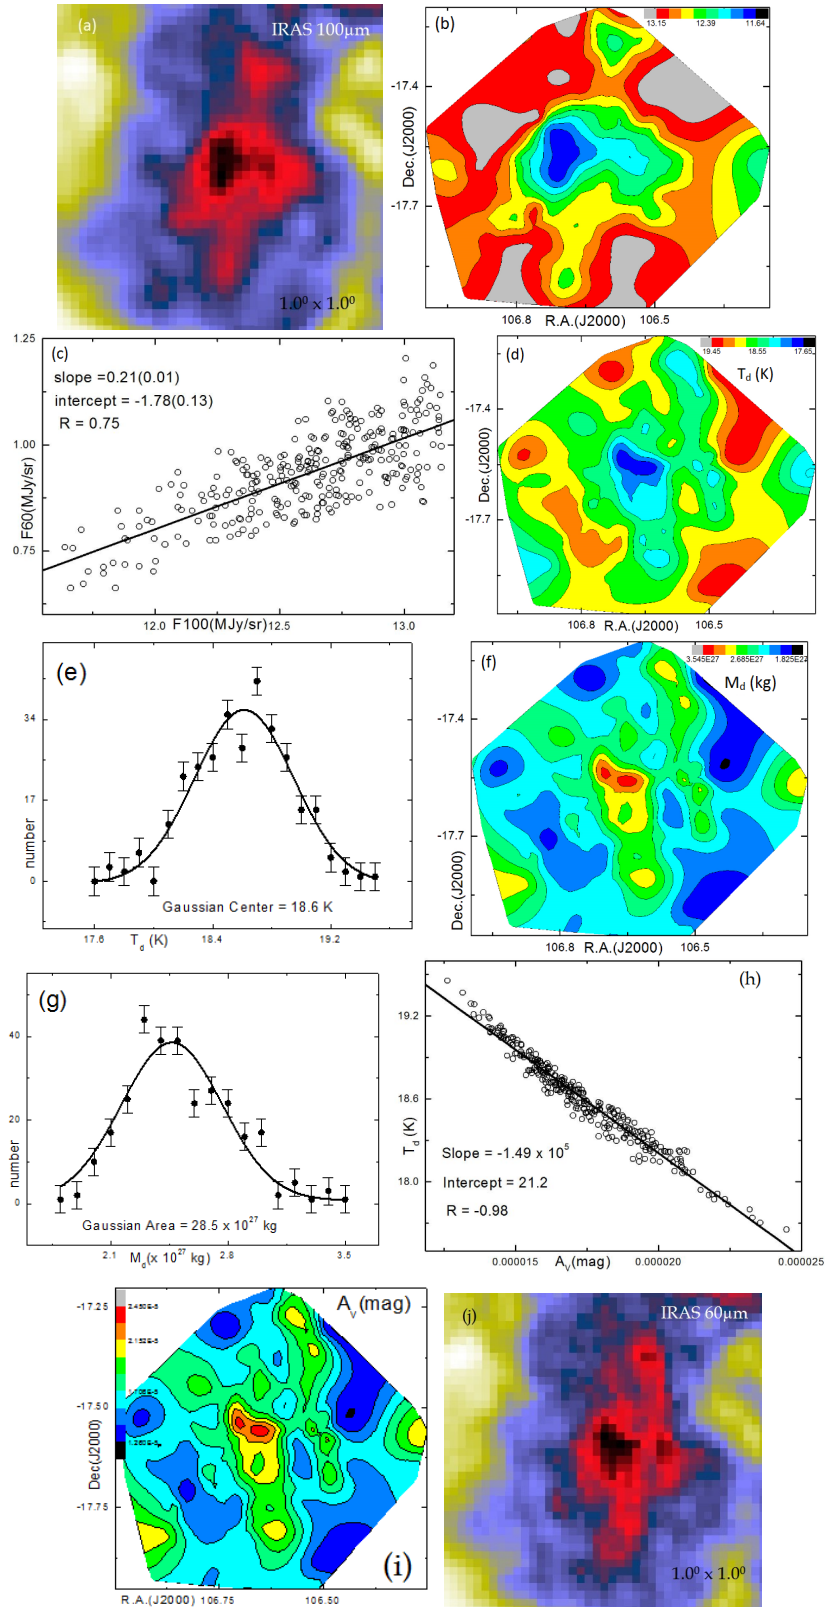 (a)
IRAS 100µm
1.0⁰ x 1.0⁰
(b)
13.15 12.39 11.64
-17.4
-17.7
Dec.(J2000)
106.8 R.A.(J2000) 106.5
(c)
slope =0.21(0.01)
intercept = -1.78(0.13)
R = 0.75
1.25
1.00
0.75
F60(MJy/sr)
12.0 F100(MJy/sr) 12.5 13.0
(d)
19.45 18.55 17.65
T_d (K)
-17.4
-17.7
Dec.(J2000)
106.8 R.A.(J2000) 106.5
(e)
34
17
0
number
Gaussian Center = 18.6 K
17.6 T_d (K) 18.4 19.2
(f)
3.545E27 2.685E27 1.825E27
M_d (kg)
-17.4
-17.7
Dec.(J2000)
106.8 R.A.(J2000) 106.5
(g)
40
20
0
number
Gaussian Area = 28.5 x 10²⁷ kg
2.1 M_d(x 10²⁷ kg) 2.8 3.5
(h)
19.2
18.6
18.0
T_d (K)
Slope = -1.49 x 10⁵
Intercept = 21.2
R = -0.98
0.000015 A_V(mag) 0.000020 0.000025
A_V(mag)
-17.25
-17.50
-17.75
Dec(J2000)
(i)
R.A.(J2000) 106.75 106.50
(j)
IRAS 60µm
1.0⁰ x 1.0⁰